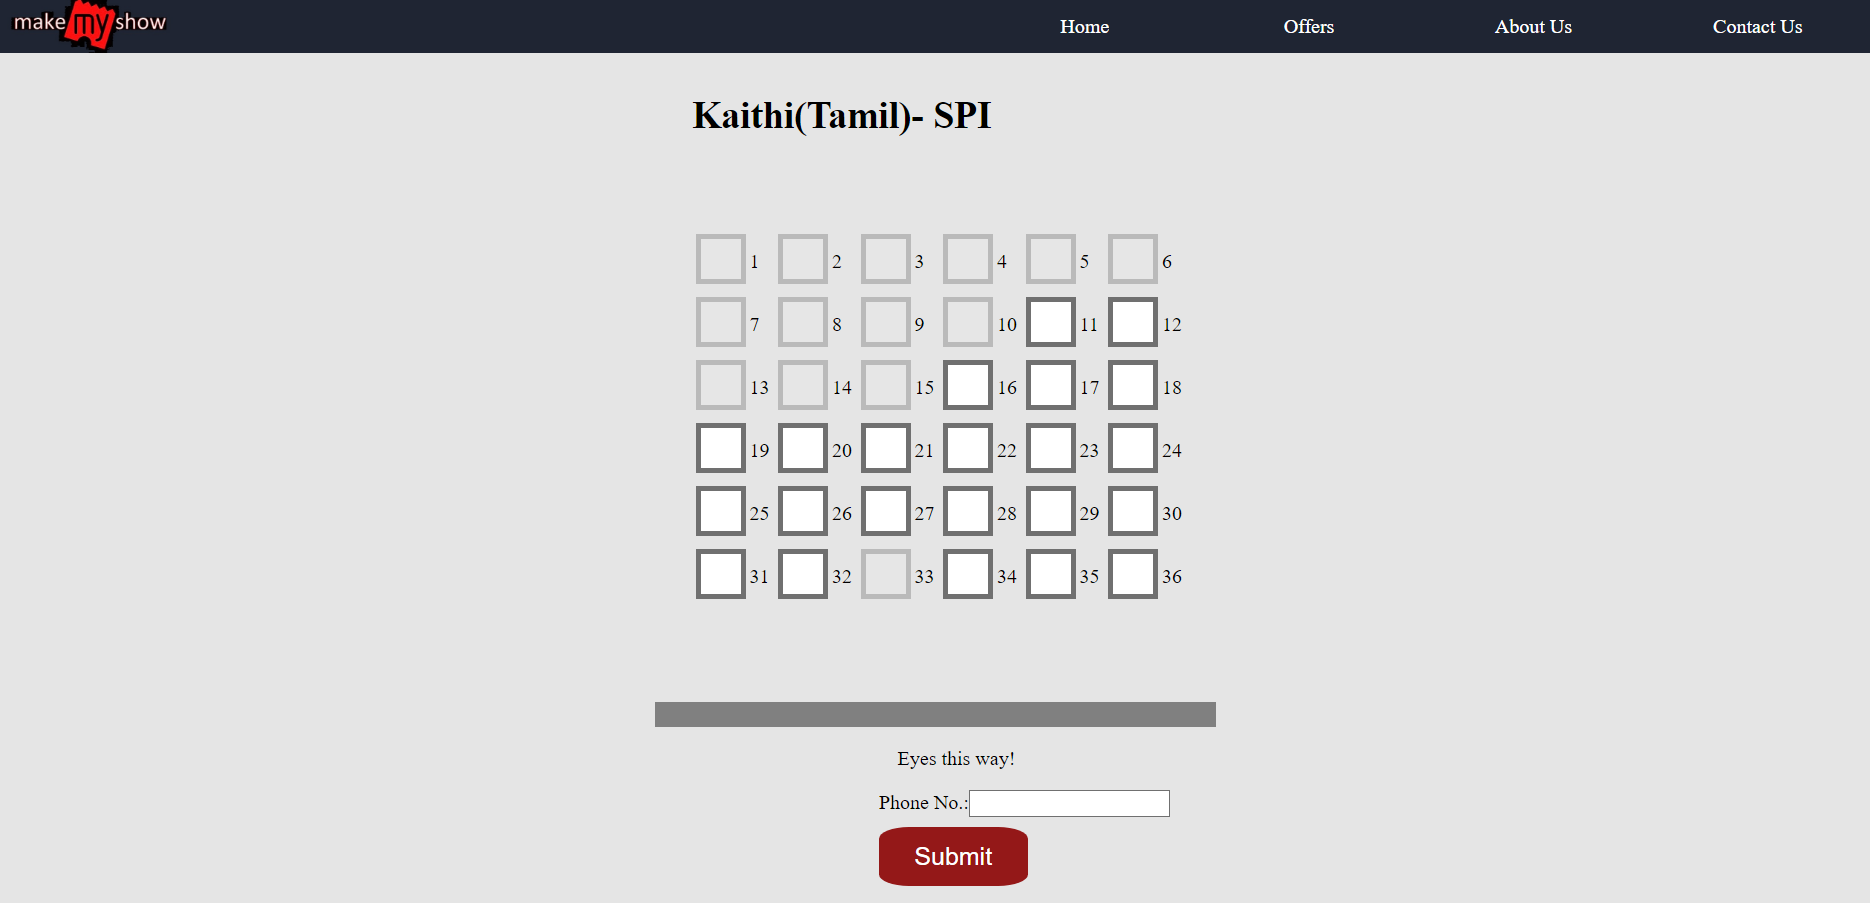 make my show Home Offers About Us Contact Us
Kaithi(Tamil)- SPI
1 2 3 4 5 6
7 8 9 10 11 12
13 14 15 16 17 18
19 20 21 22 23 24
25 26 27 28 29 30
31 32 33 34 35 36
Eyes this way!
Phone No.:
Submit